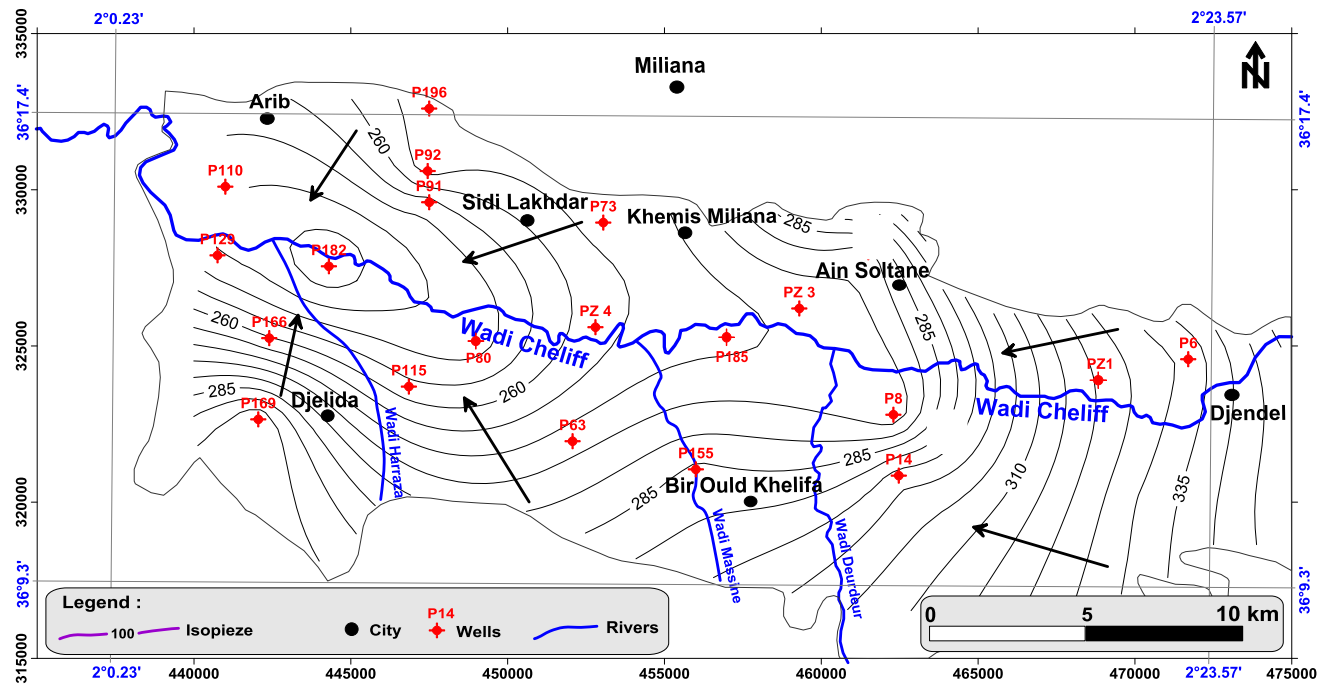 2°0.23'
2°23.57'
335000
36°17.4'
330000
325000
320000
36°9.3'
315000
36°17.4'
36°9.3'
Miliana
N
Arib
P196
260
P92
P110
P91
Sidi Lakhdar
P73
Khemis Miliana
285
P129
P182
Ain Soltane
PZ 3
260
P166
PZ 4
285
Wadi Cheliff
P80
P185
PZ1
P6
P115
285
Djelida
260
P169
P8
Wadi Cheliff
Djendel
Wadi Harraza
P63
P155
285
P14
310
335
285
Bir Ould Khelifa
Wadi Massine
Wadi Deurdeur
Legend :
100
Isopieze
City
P14
Wells
Rivers
0
5
10 km
2°0.23'
2°23.57'
440000
445000
450000
455000
460000
465000
470000
475000